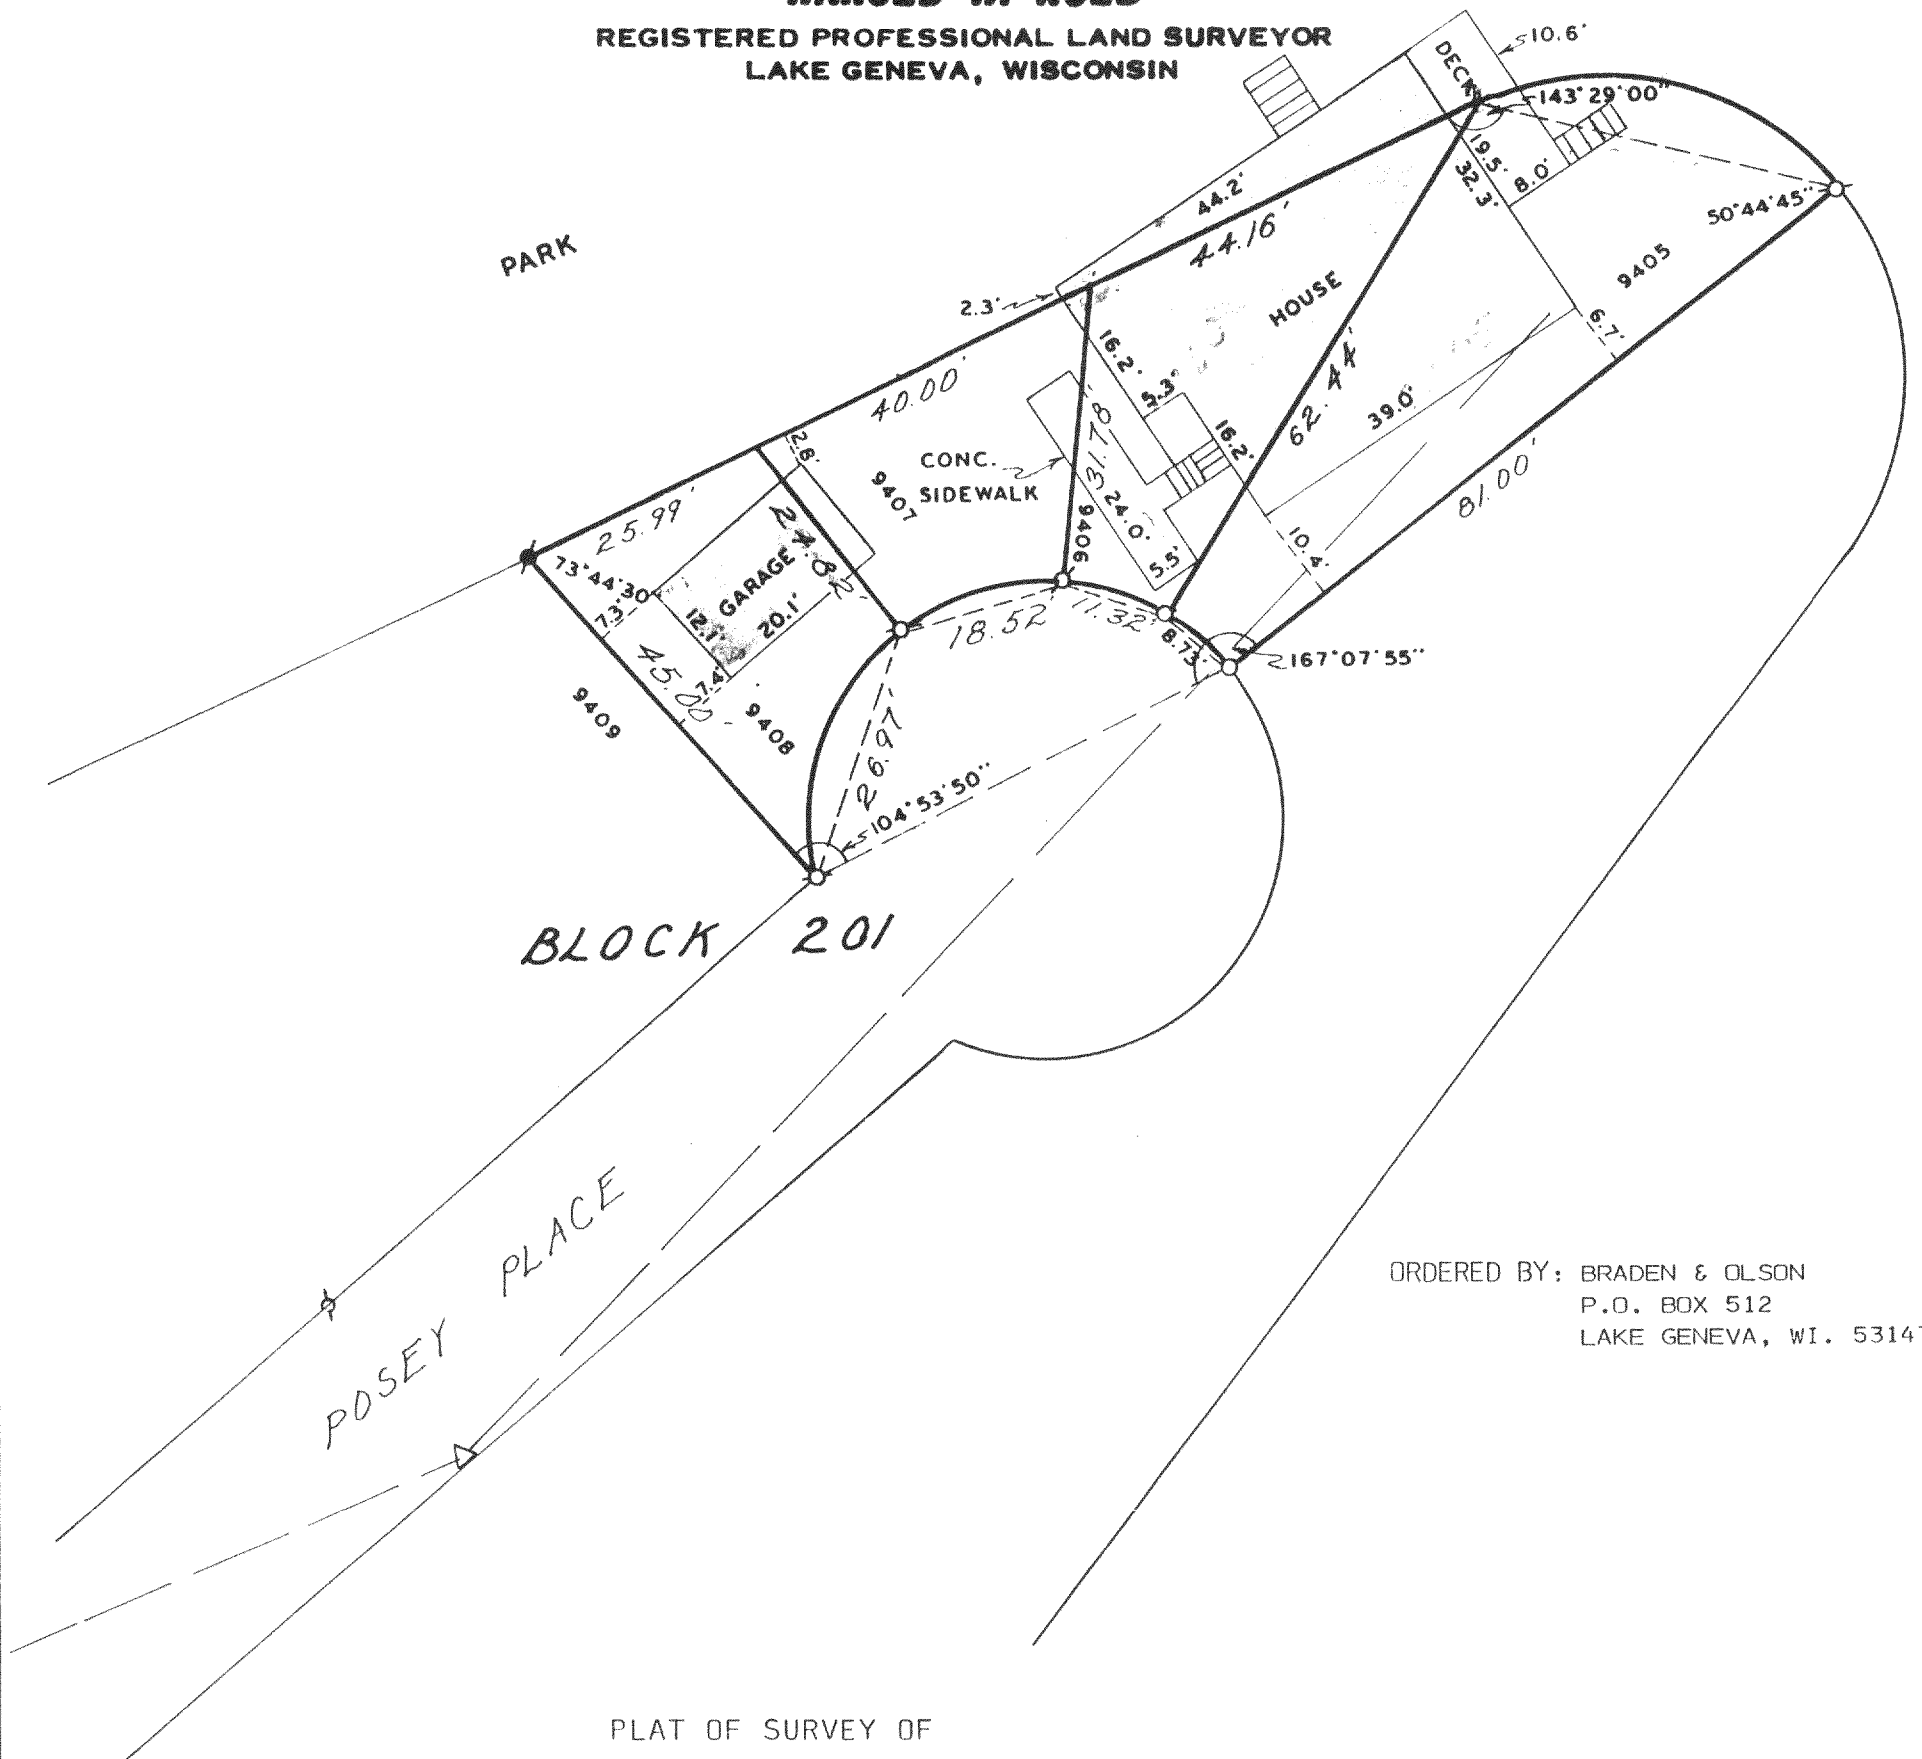 REGISTERED PROFESSIONAL LAND SURVEYOR
LAKE GENEVA, WISCONSIN
DECK
10.6'
143°29'00"
19.5'
32.3'
8.0'
50°44'45"
44.2'
44.16'
PARK
9405
HOUSE
2.3'
6.7'
16.2'
5.3'
62.44'
39.0'
40.00'
31.78'
16.2'
2.8'
CONC.
SIDEWALK
9407
81.00'
24.0'
9406
25.99'
24.82'
10.4'
5.5'
73°44'30"
GARAGE
7.3'
12.1'
20.1'
18.52'
11.32'
8.73'
167°07'55"
45.00'
7.4'
9409
9408
26.97'
104°53'50"
BLOCK 201
POSEY PLACE
ORDERED BY: BRADEN & OLSON
P.O. BOX 512
LAKE GENEVA, WI.
PLAT OF SURVEY OF